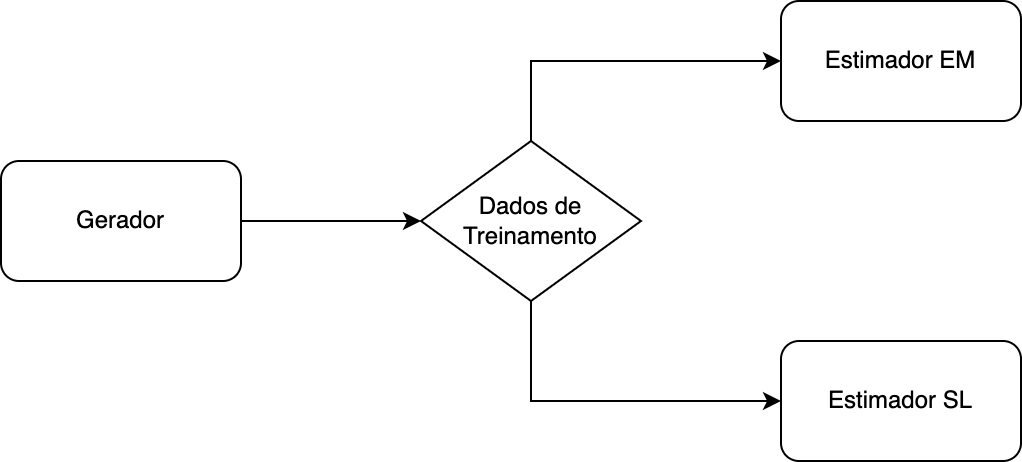 Estimador EM
Gerador
Dados de
Treinamento
Estimador SL